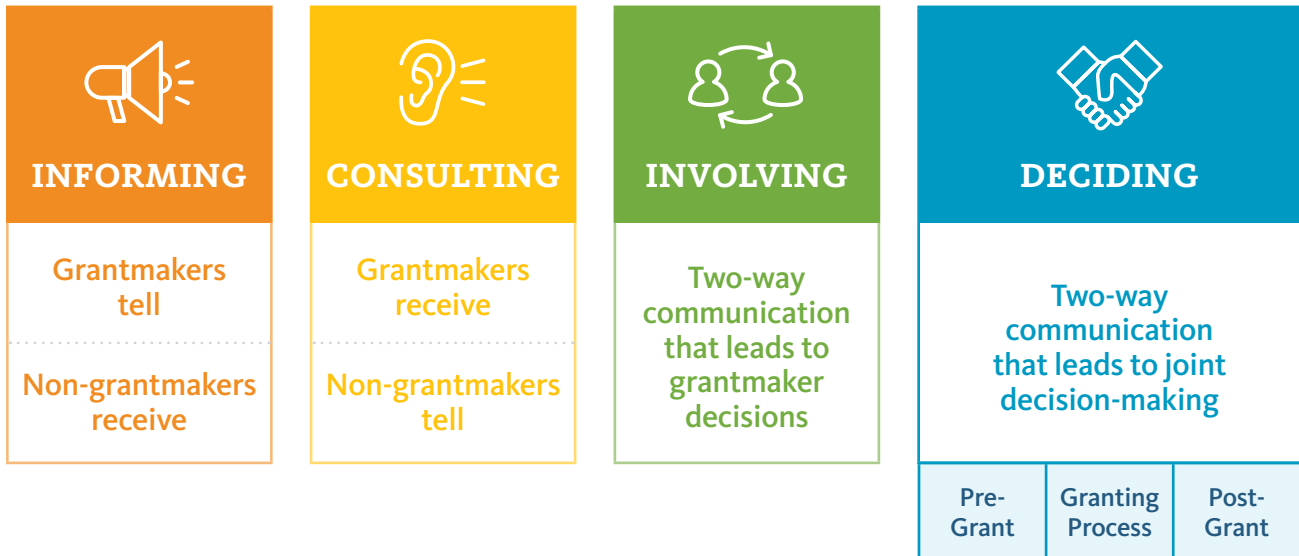 INFORMING
Grantmakers
tell
Non-grantmakers
receive
CONSULTING
Grantmakers
receive
Non-grantmakers
tell
INVOLVING
Two-way
communication
that leads to
grantmaker
decisions
DECIDING
Two-way
communication
that leads to joint
decision-making
Pre-
Grant
Granting
Process
Post-
Grant